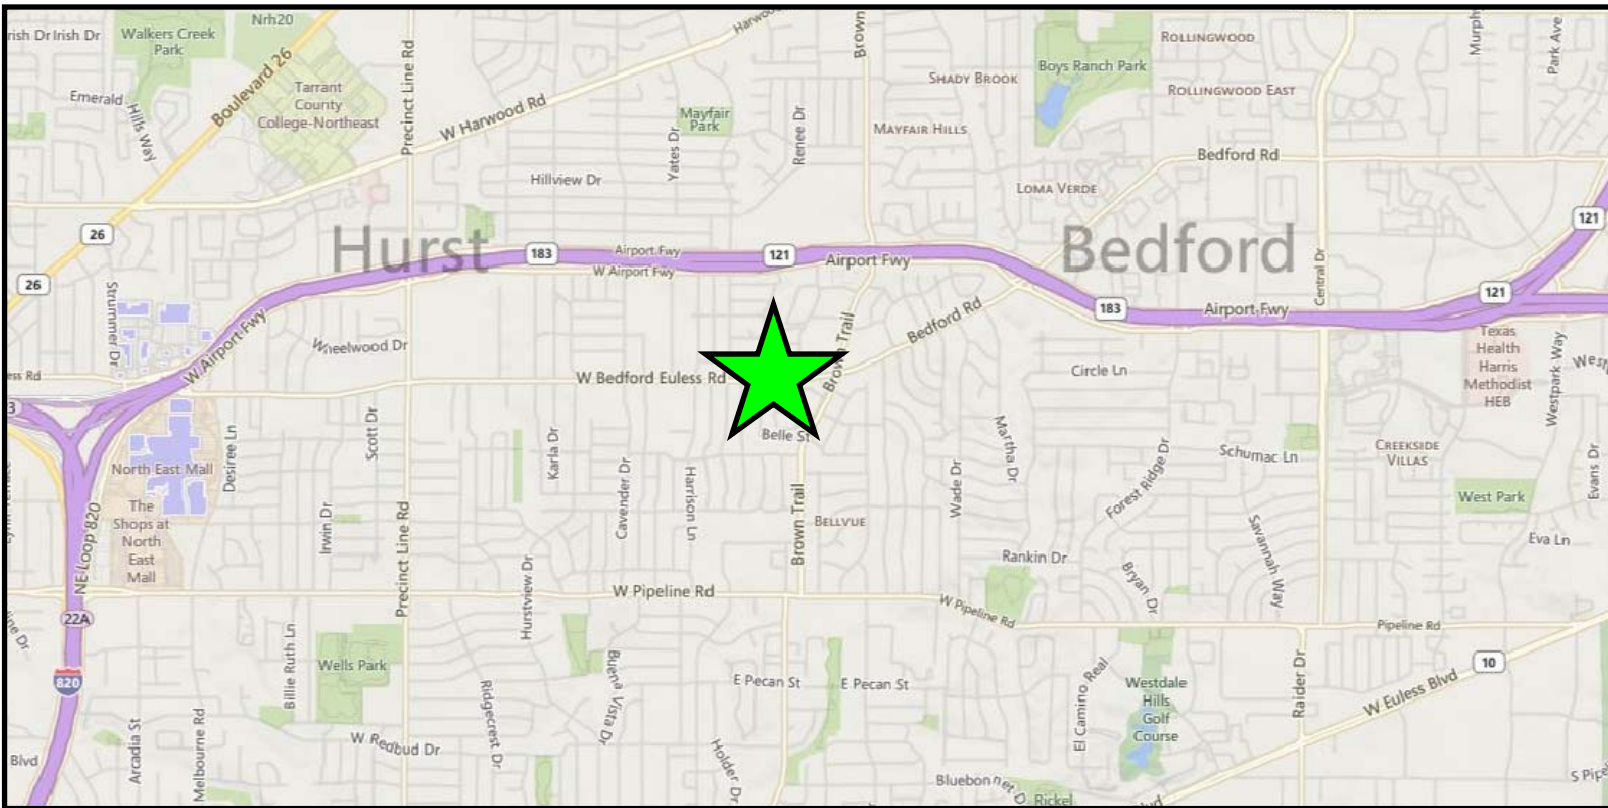 Nrh20
rish Dr Irish Dr
Walkers Creek
Park
Boulevard 26
Emerald
Hills Way
Tarrant
County
College-Northeast
Precinct Line Rd
W Harwood Rd
Harwoo
Mayfair
Park
Yates Dr
Renee Dr
Brown
SHADY BROOK
MAYFAIR HILLS
Boys Ranch Park
ROLLINGWOOD
ROLLINGWOOD EAST
Murph
Park Ave
Hillview Dr
LOMA VERDE
Bedford Rd
26
Hurst
183
Airport Fwy
W Airport Fwy
121
Airport Fwy
Bedford
Central Dr
121
26
Strummer Dr
W Airport Fwy
Wheelwood Dr
Brown Trail
Bedford Rd
183
Airport Fwy
121
Texas
Health
Harris
Methodist
HEB
Westpark Way
West
ess Rd
W Bedford Euless Rd
Circle Ln
3
North East Mall
The
Shops at
North
East
Mall
Desiree Ln
Scott Dr
Karla Dr
Cavender Dr
Harrison Ln
Belle St
Wade Dr
Martha Dr
Forest Ridge Dr
Schumac Ln
CREEKSIDE
VILLAS
West Park
Evans Dr
NE Loop 820
Irwin Dr
Precinct Line Rd
Brown Trail
BELLVUE
Rankin Dr
Bryan Dr
Savannah Way
Eva Ln
22A
Hurstview Dr
W Pipeline Rd
W Pipeline Rd
Pipeline Rd
ine Dr
820
Billie Ruth Ln
Wells Park
Buena Vista Dr
E Pecan St
E Pecan St
El Camino Real
Westdale
Hills
Golf
Course
Raider Dr
W Euless Blvd
10
Blvd
Arcadia St
Melbourne Rd
W Redbud Dr
Ridgecrest Dr
Holder Dr
Bluebonnet D
Rickel
vd
S Pipe